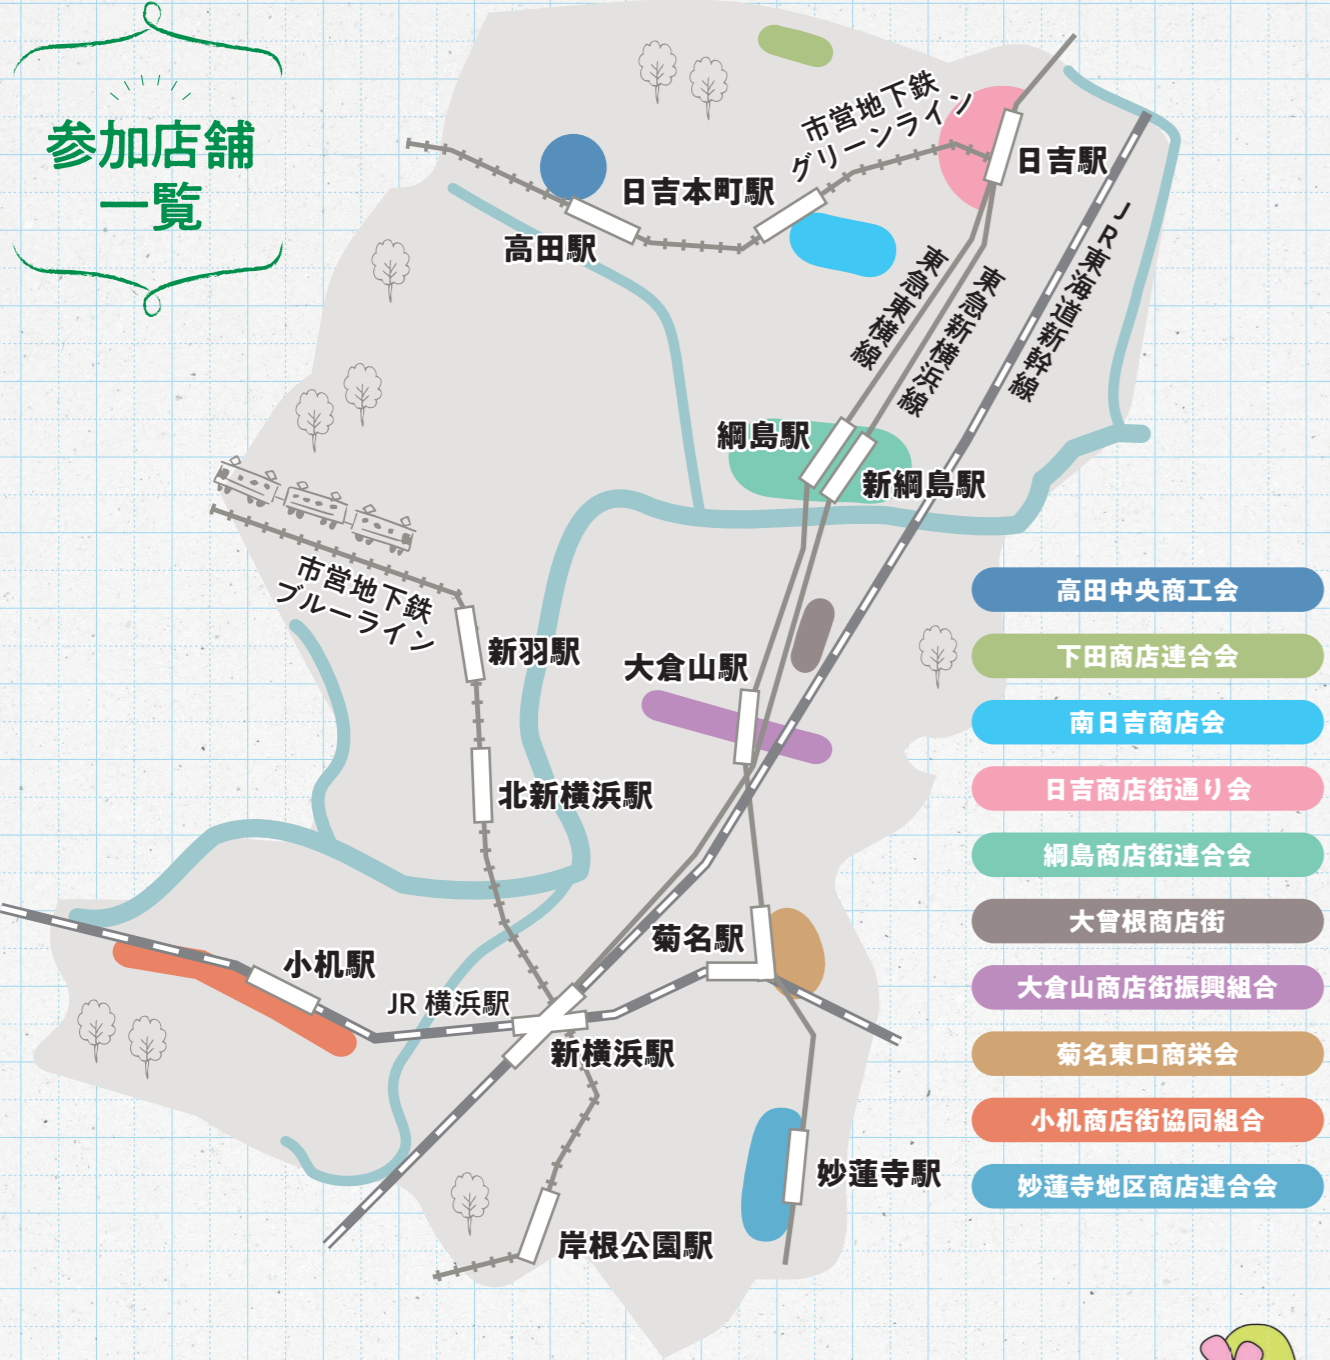 参加店舗
一覧
市営地下鉄
グリーンライン
日吉駅
日吉本町駅
高田駅
JR東海道新幹線
東急東横線
東急新横浜線
綱島駅
新綱島駅
市営地下鉄
ブルーライン
新羽駅
大倉山駅
北新横浜駅
菊名駅
小机駅
JR 横浜駅
新横浜駅
妙蓮寺駅
岸根公園駅
高田中央商工会
下田商店連合会
南日吉商店会
日吉商店街通り会
綱島商店街連合会
大曾根商店街
大倉山商店街振興組合
菊名東口商栄会
小机商店街協同組合
妙蓮寺地区商店連合会